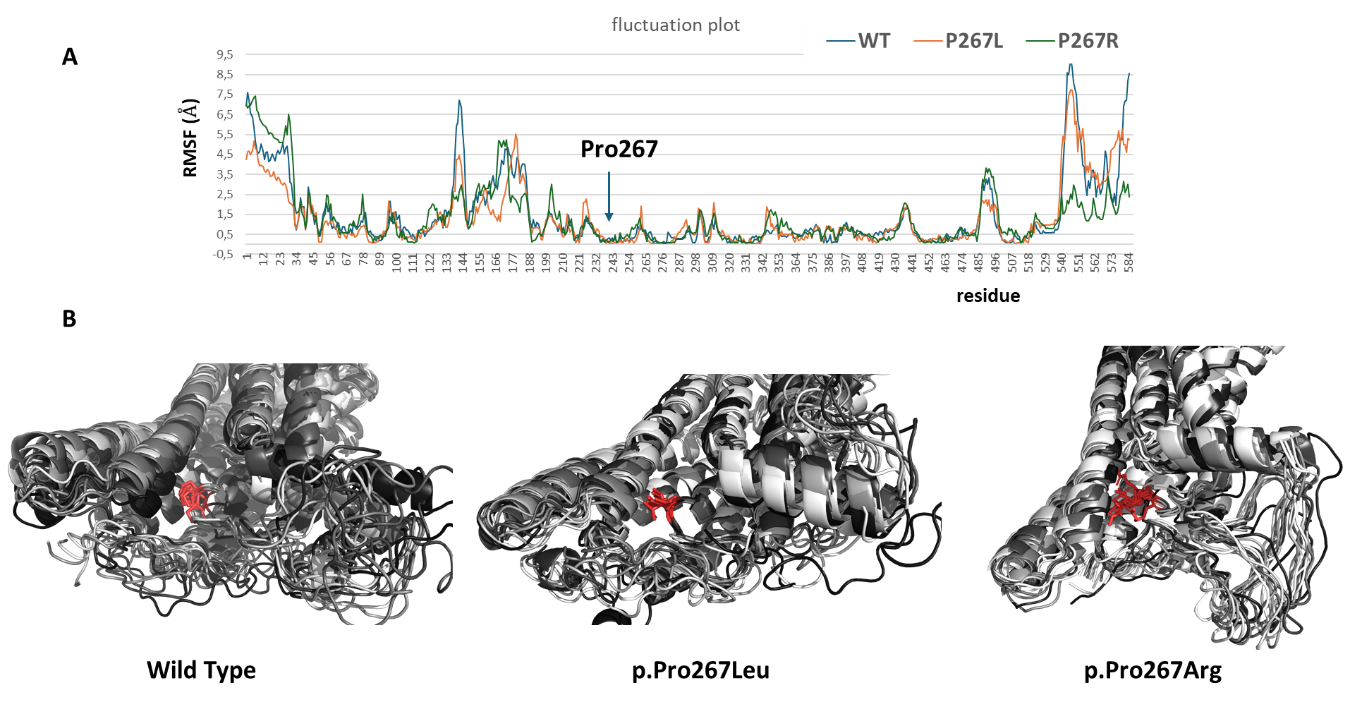 fluctuation plot
WT P267L P267R
A
9,5
8,5
7,5
6,5
5,5
4,5
3,5
2,5
1,5
0,5
-0,5
RMSF (Å)
Pro267
1 12 23 34 45 56 67 78 89 100 111 122 133 144 155 166 177 188 199 210 221 232 243 254 265 276 287 298 309 320 331 342 353 364 375 386 397 408 419 430 441 452 463 474 485 496 507 518 529 540 551 562 573 584
residue
B
Wild Type p.Pro267Leu p.Pro267Arg